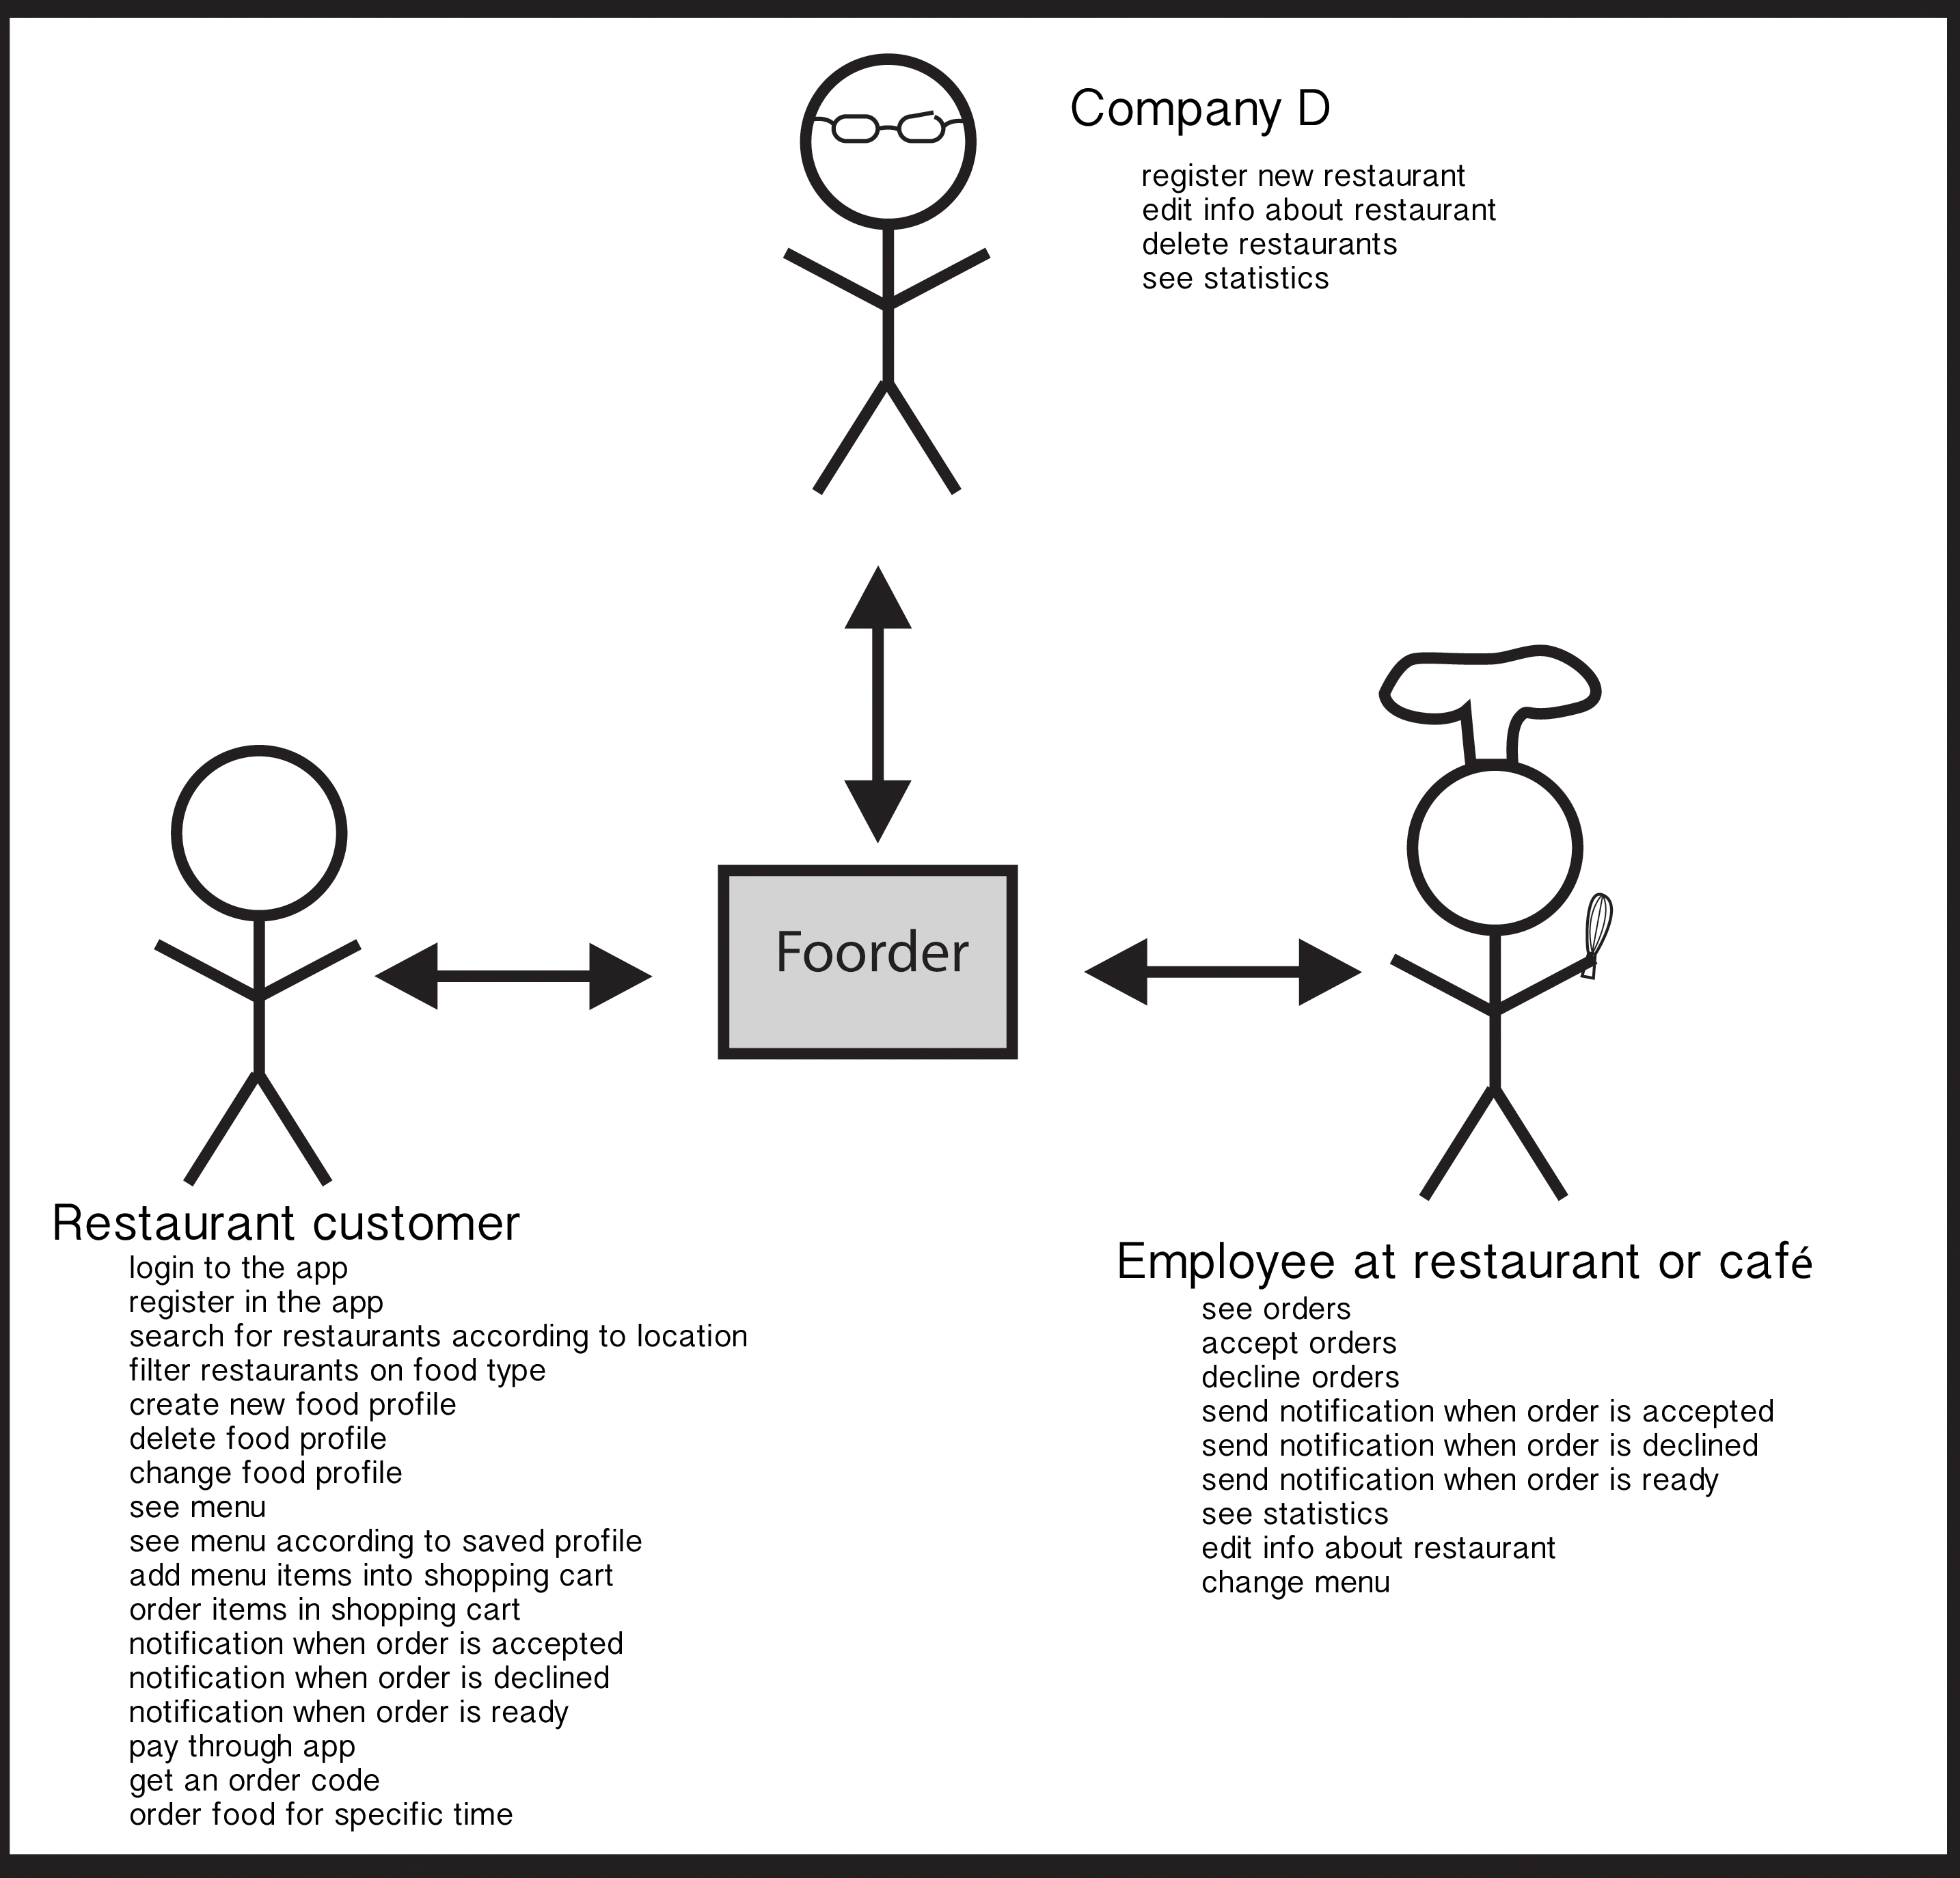 Company D
register new restaurant
edit info about restaurant
delete restaurants
see statistics
Foorder
Restaurant customer
login to the app
register in the app
search for restaurants according to location
filter restaurants on food type
create new food profile
delete food profile
change food profile
see menu
see menu according to saved profile
add menu items into shopping cart
order items in shopping cart
notification when order is accepted
notification when order is declined
notification when order is ready
pay through app
get an order code
order food for specific time
Employee at restaurant or café
see orders
accept orders
decline orders
send notification when order is accepted
send notification when order is declined
send notification when order is ready
see statistics
edit info about restaurant
change menu